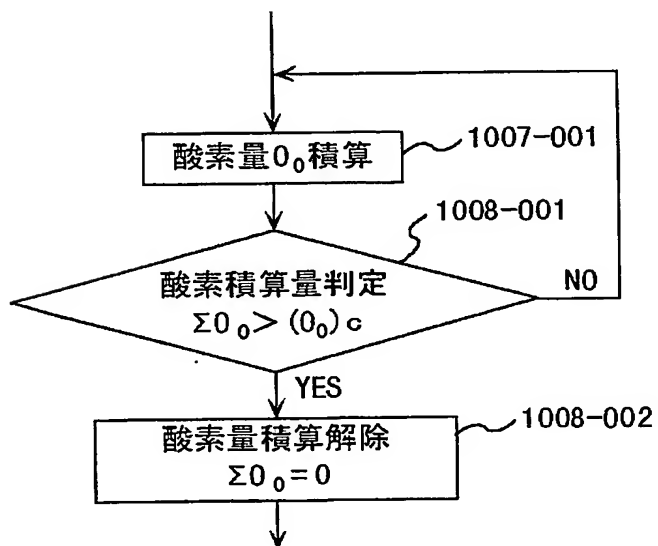 酸素量O₀積算
1007-001
1008-001
酸素積算量判定
ΣO₀>(O₀)c
NO
YES
酸素量積算解除
ΣO₀=0
1008-002